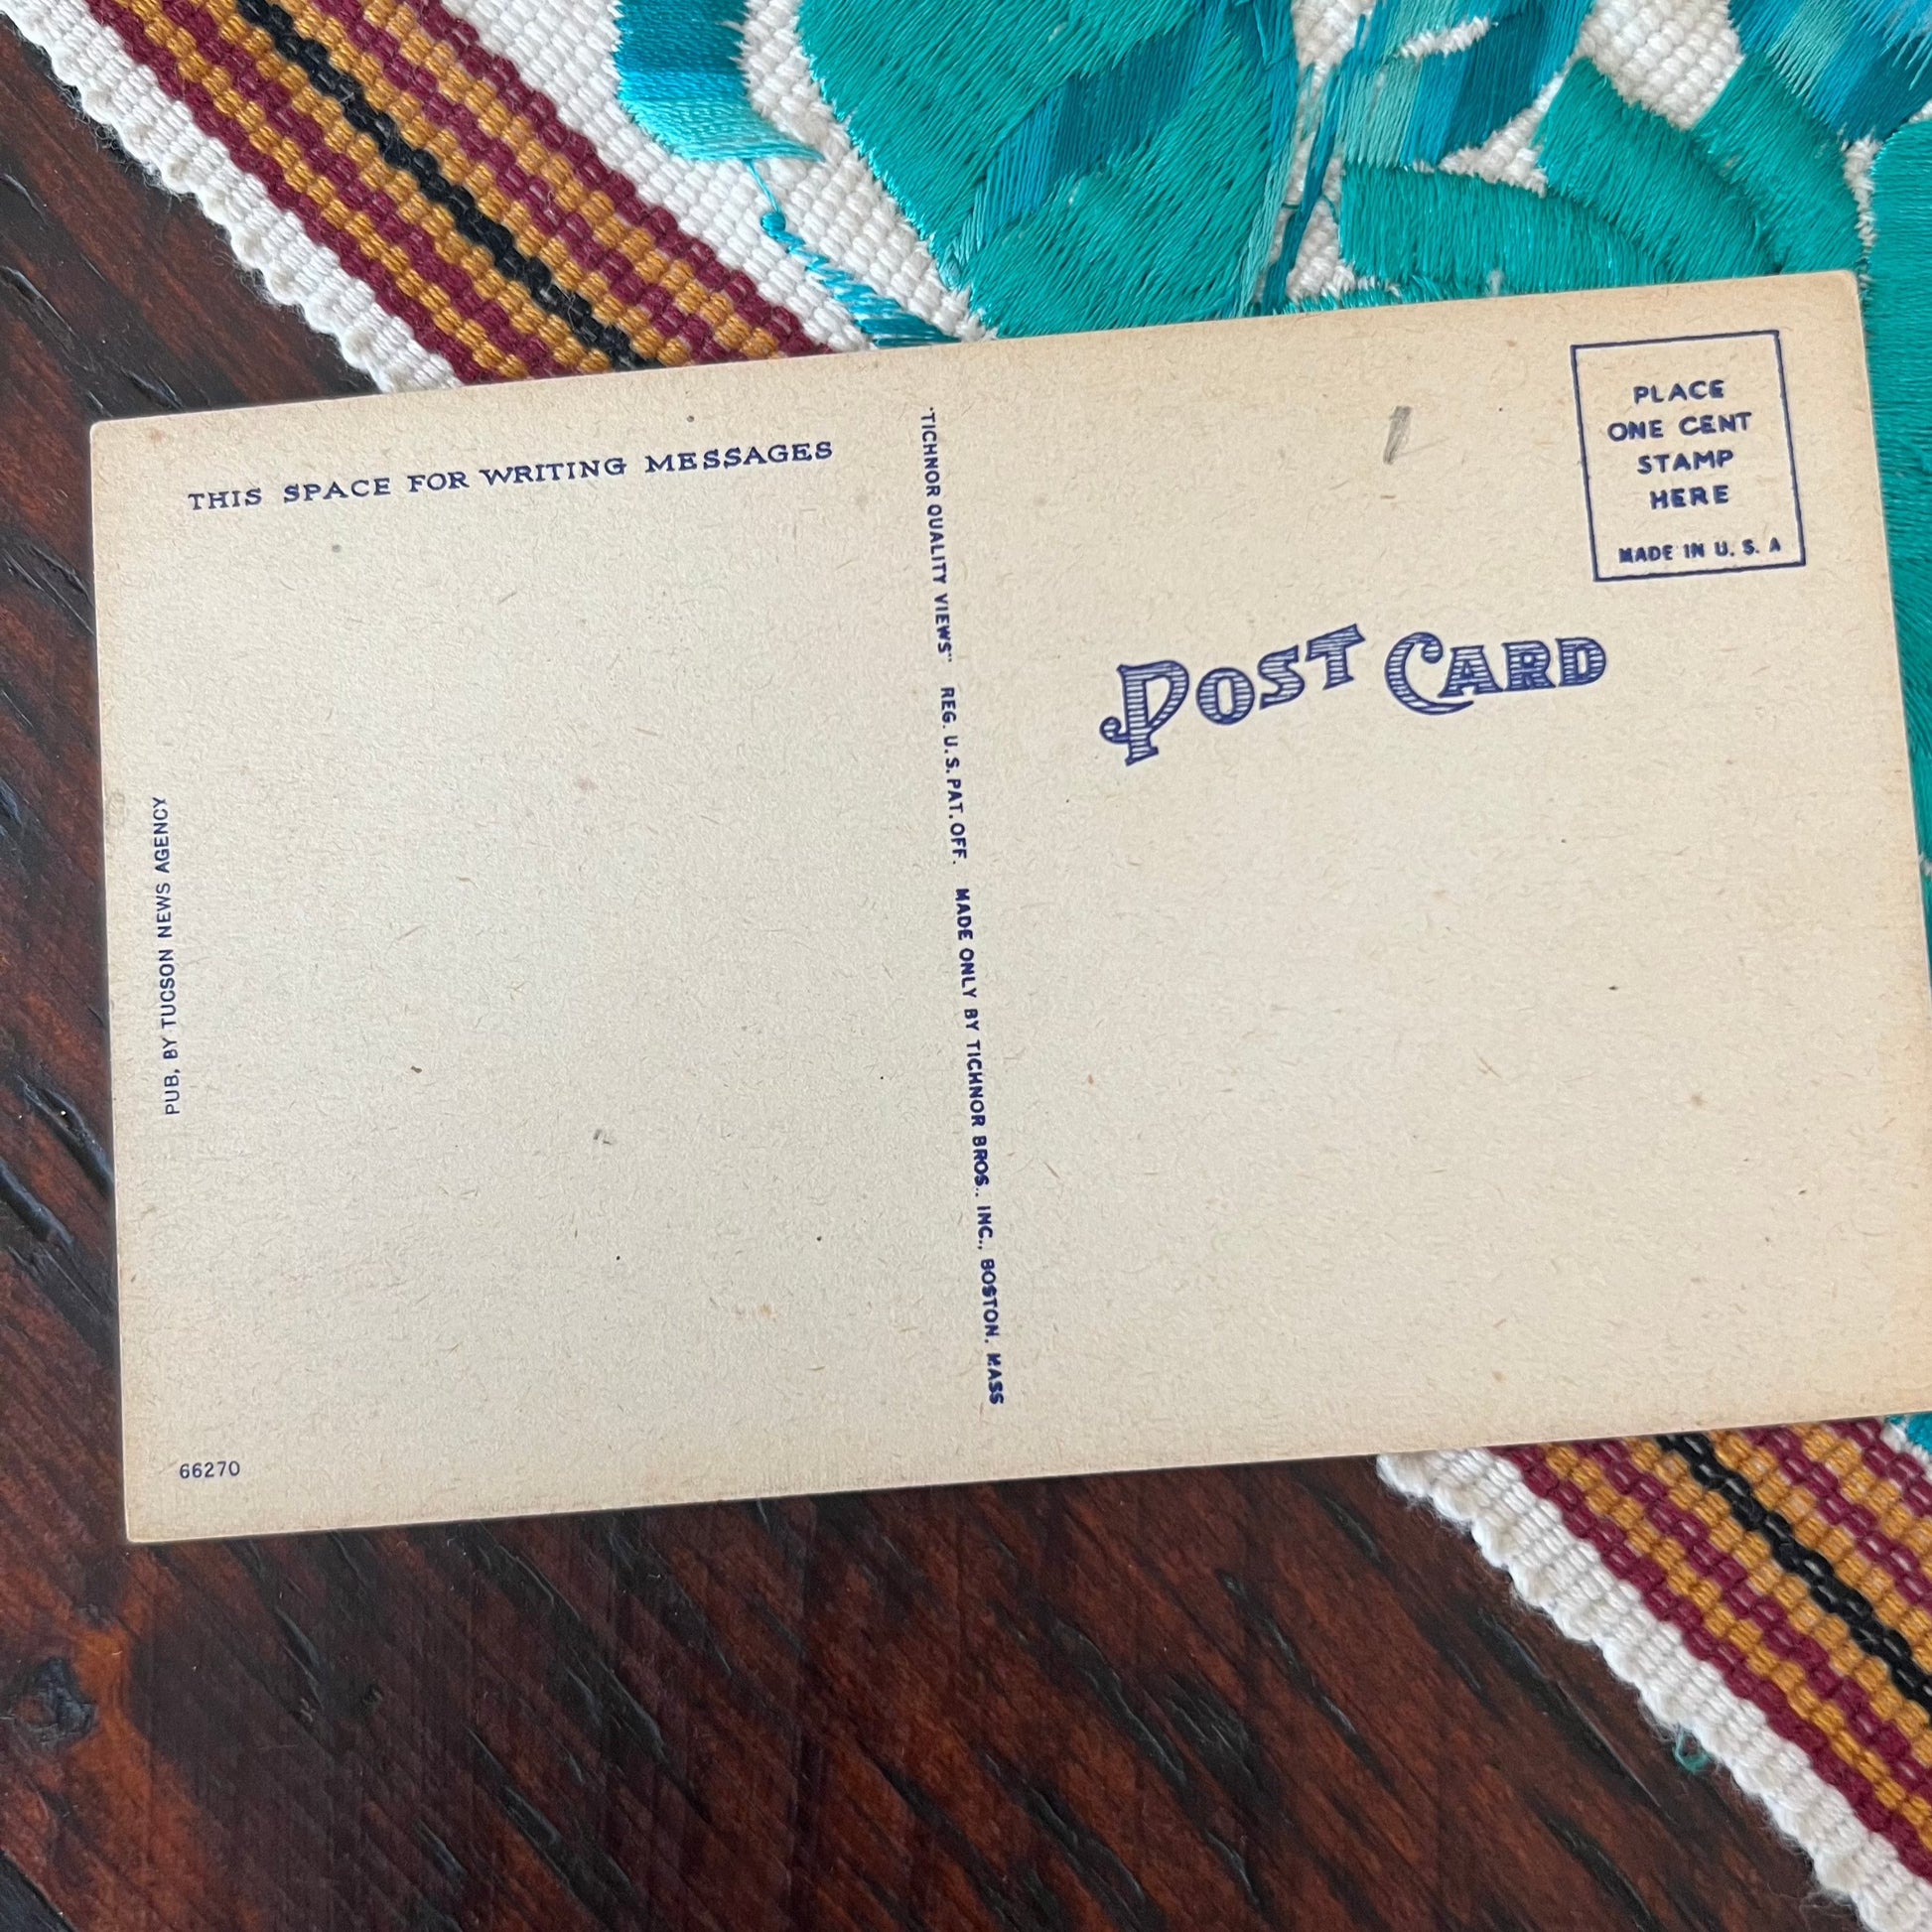 THIS SPACE FOR WRITING MESSAGES
PUB. BY TUCSON NEWS AGENCY
66270
"TICHNOR QUALITY VIEWS" REG. U. S. PAT. OFF. MADE ONLY BY TICHNOR BROS., INC., BOSTON, MASS
PLACE
ONE CENT
STAMP
HERE
MADE IN U. S. A
POST CARD